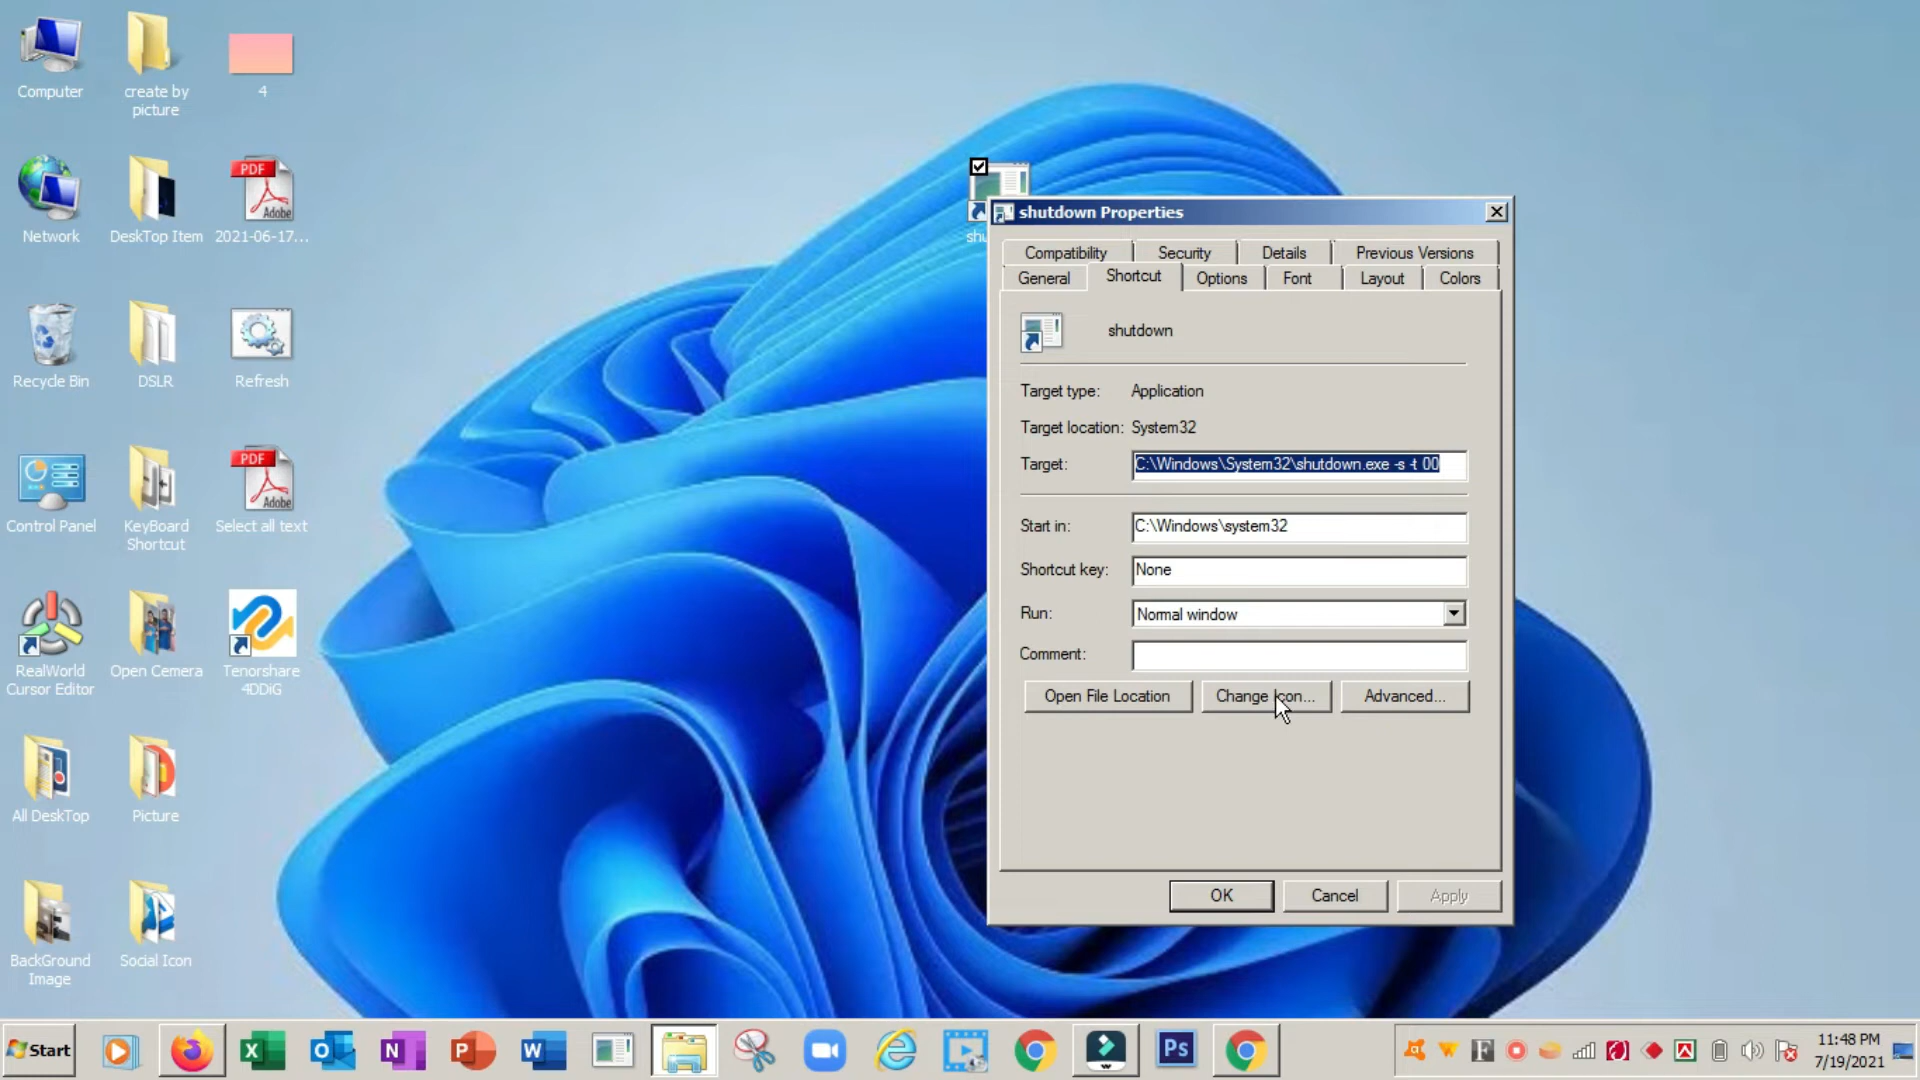 Computer
create by
picture
4
Network
DeskTop Item
PDF
Adobe
2021-06-17...
Recycle Bin
DSLR
Refresh
Control Panel
KeyBoard
Shortcut
PDF
Adobe
Select all text
RealWorld
Cursor Editor
Open Cemera
Tenorshare
4DDiG
All DeskTop
Picture
BackGround
Image
Social Icon
shu
shutdown Properties
Compatibility
Security
Details
Previous Versions
General
Shortcut
Options
Font
Layout
Colors
shutdown
Target type:
Application
Target location:
System32
Target:
C:\Windows\System32\shutdown.exe -s -t 00
Start in:
C:\Windows\system32
Shortcut key:
None
Run:
Normal window
Comment:
Open File Location
Change Icon...
Advanced...
OK
Cancel
Apply
Start
X
O
N
P
W
Ps
F
11:48 PM
7/19/2021